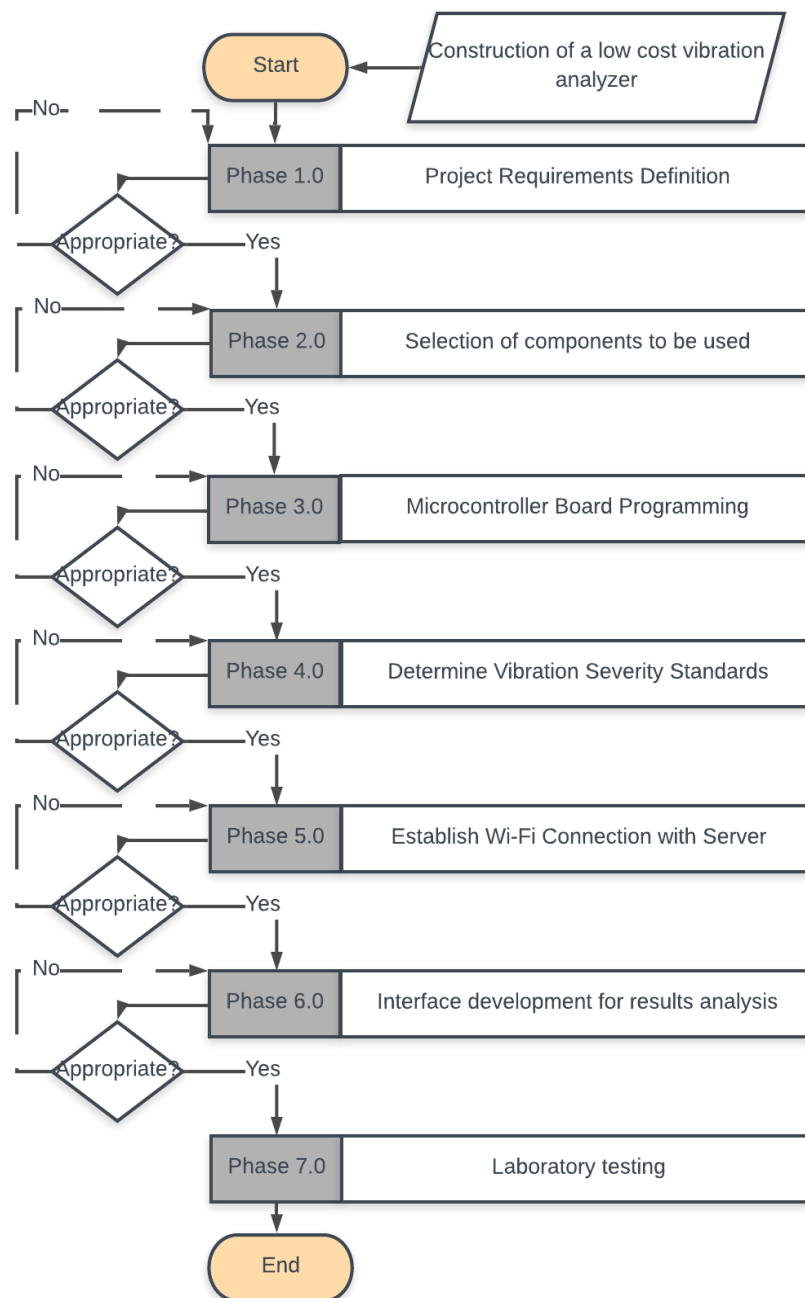 Start
Construction of a low cost vibration
analyzer
No
Phase 1.0 Project Requirements Definition
Appropriate? Yes
No
Phase 2.0 Selection of components to be used
Appropriate? Yes
No
Phase 3.0 Microcontroller Board Programming
Appropriate? Yes
No
Phase 4.0 Determine Vibration Severity Standards
Appropriate? Yes
No
Phase 5.0 Establish Wi-Fi Connection with Server
Appropriate? Yes
No
Phase 6.0 Interface development for results analysis
Appropriate? Yes
Phase 7.0 Laboratory testing
End